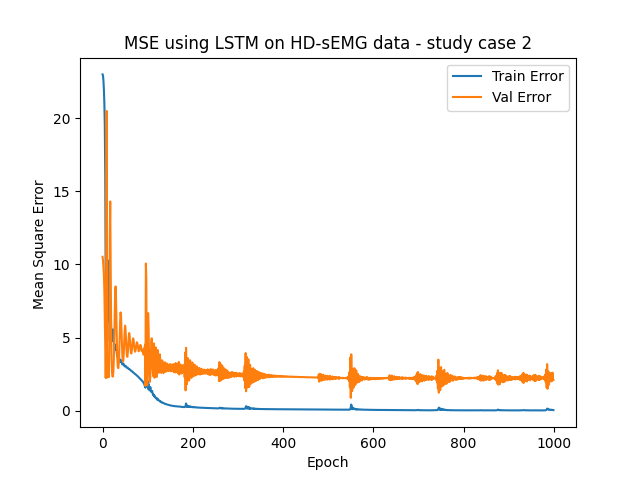 MSE using LSTM on HD-sEMG data - study case 2
Train Error
Val Error
Mean Square Error
20
15
10
5
0
0
200
400
600
800
1000
Epoch